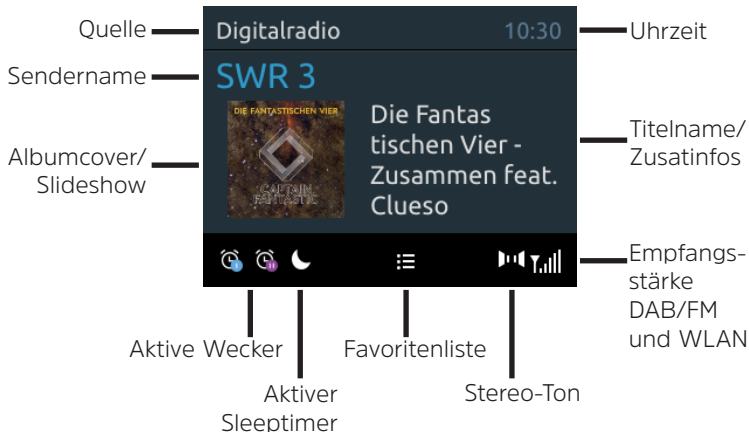 Quelle
Digitalradio
10:30
Uhrzeit
Sendername
SWR 3
DIE FANTASTISCHEN VIER
CAPTAIN
FANTASTIC
Die Fantas
tischen Vier -
Zusammen feat.
Clueso
Albumcover/
Slideshow
Titelname/
Zusatinfos
Empfangs-
stärke
DAB/FM
und WLAN
Aktive Wecker
Favoritenliste
Aktiver
Sleeptimer
Stereo-Ton